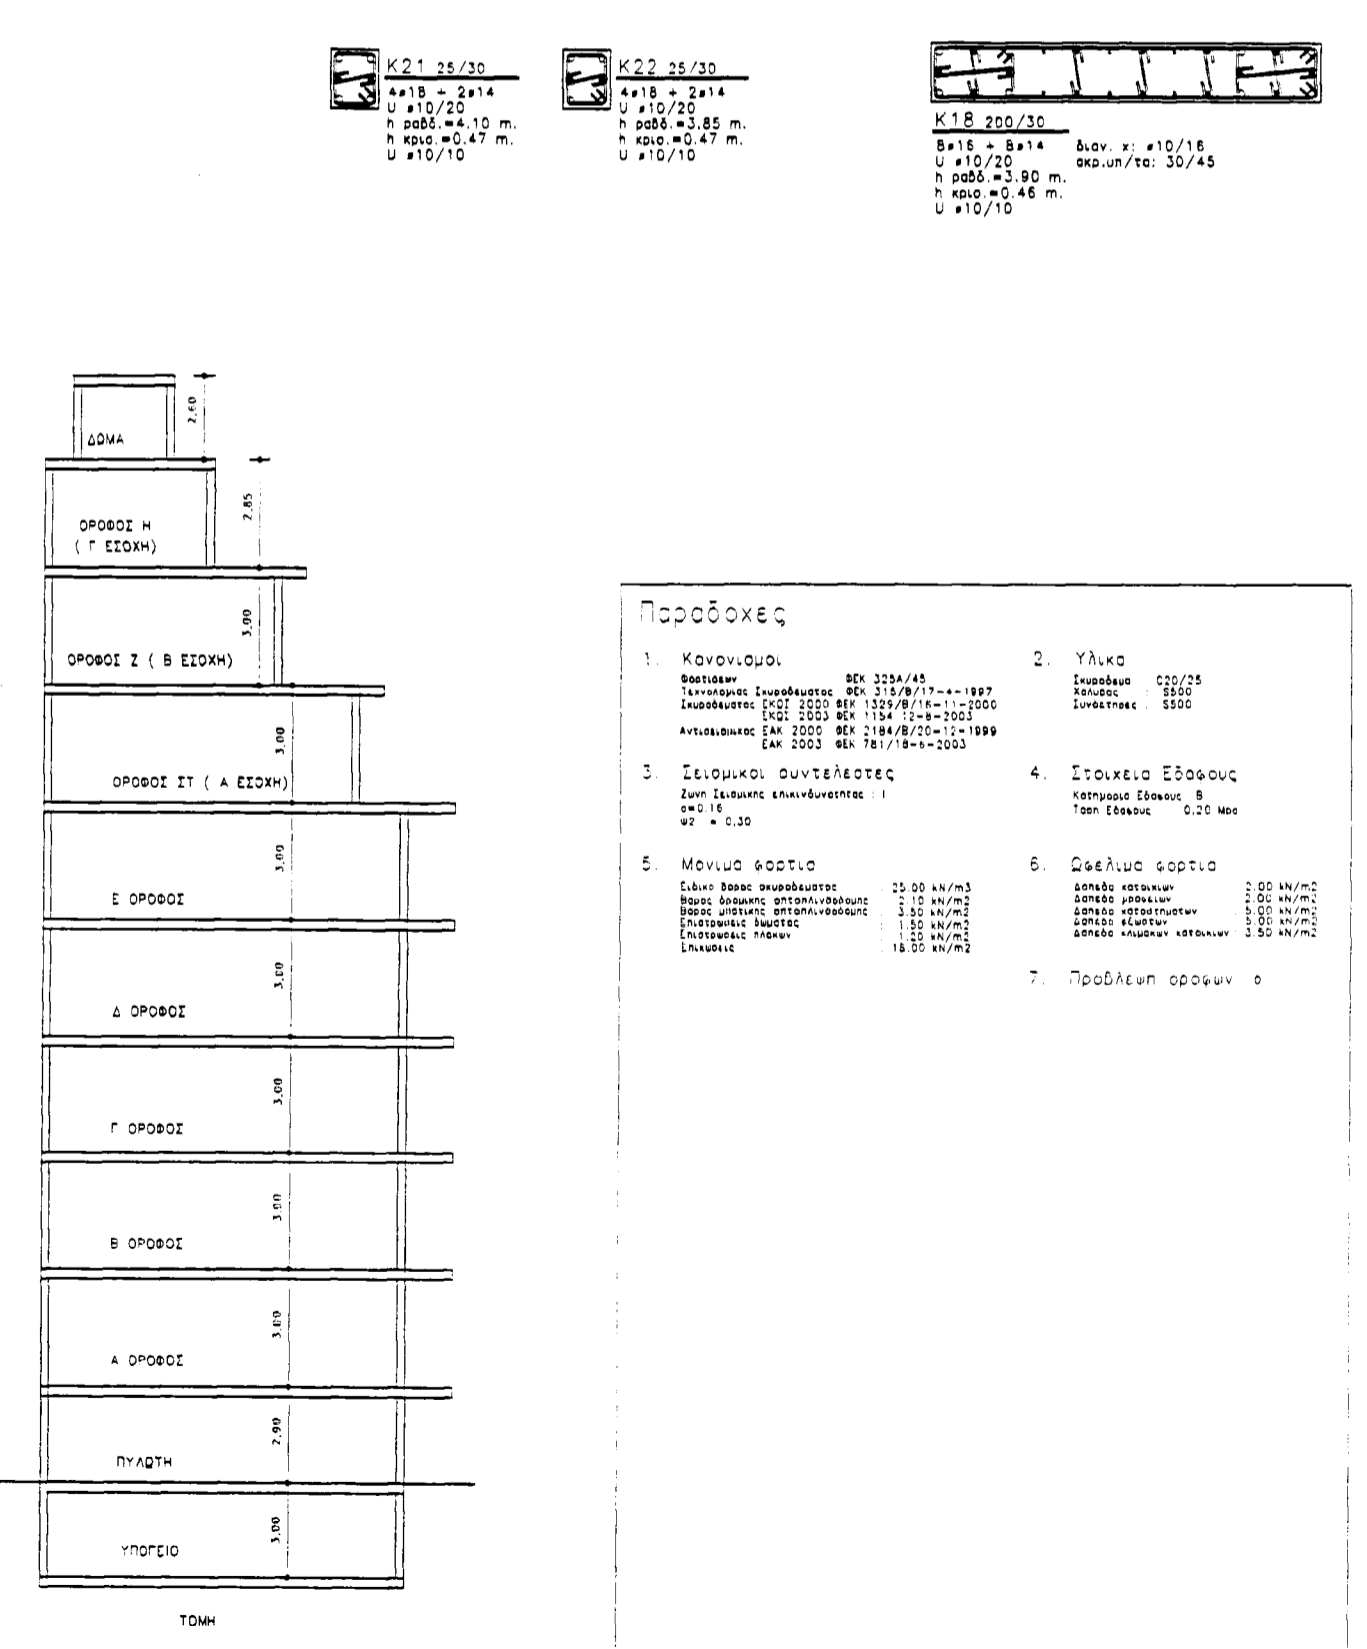 K21 25/30
4ø18 + 2ø14
U ø10/20
h ραβδ.=4.10 m.
h κρισ.=0.47 m.
U ø10/10
K22 25/30
4ø18 + 2ø14
U ø10/20
h ραβδ.=3.85 m.
h κρισ.=0.47 m.
U ø10/10
K18 200/30
8ø16 + 8ø14 διαν. x: ø10/16
U ø10/20 ακρ.υπ/τα: 30/45
h ραβδ.=3.90 m.
h κρισ.=0.46 m.
U ø10/10
2.60
ΔΩΜΑ
2.85
ΟΡΟΦΟΣ Η
( Γ ΕΣΟΧΗ)
3.00
ΟΡΟΦΟΣ Ζ ( Β ΕΣΟΧΗ)
3.00
ΟΡΟΦΟΣ ΣΤ ( Α ΕΣΟΧΗ)
3.00
Ε ΟΡΟΦΟΣ
3.00
Δ ΟΡΟΦΟΣ
3.00
Γ ΟΡΟΦΟΣ
3.00
Β ΟΡΟΦΟΣ
3.00
Α ΟΡΟΦΟΣ
2.90
ΠΥΛΩΤΗ
3.00
ΥΠΟΓΕΙΟ
ΤΟΜΗ
Παραδοχες
1. Κανονισμοι
Φορτισεων ΦΕΚ 325Α/45
Τεχνολογιας Σκυροδεματος ΦΕΚ 315/Β/17-4-1997
Σκυροδεματος ΕΚΩΣ 2000 ΦΕΚ 1329/Β/16-11-2000
ΕΚΩΣ 2003 ΦΕΚ 1154 12-8-2003
Αντισεισμικος ΕΑΚ 2000 ΦΕΚ 2184/Β/20-12-1999
ΕΑΚ 2003 ΦΕΚ 781/18-6-2003
2. Υλικα
Σκυροδεμα C20/25
Χαλυβας : S500
Συνδετηρες : S500
3. Σεισμικοι συντελεστες
Ζωνη Σεισμικης επικινδυνοτητας : I
α=0.16
ψ2 = 0.30
4. Στοιχεια Εδαφους
Κατηγορια Εδαφους Β
Ταση Εδαφους 0.20 Mpa
5. Μονιμα φορτια
Ειδικο βαρος σκυροδεματος : 25.00 kN/m3
Βαρος δρομικης οπτοπλινθοδομης : 2.10 kN/m2
Βαρος μπατικης οπτοπλινθοδομης : 3.50 kN/m2
Επιστρωσεις δωματος : 1.50 kN/m2
Επιστρωσεις πλακων : 1.20 kN/m2
Επιχωσεις : 18.00 kN/m2
6. Ωφελιμα φορτια
Δαπεδα κατοικιων : 2.00 kN/m2
Δαπεδα γραφειων : 2.00 kN/m2
Δαπεδα καταστηματων : 5.00 kN/m2
Δαπεδα εξωστων : 5.00 kN/m2
Δαπεδα κλιμακων κατοικιων : 3.50 kN/m2
7. Προβλεψη οροφων